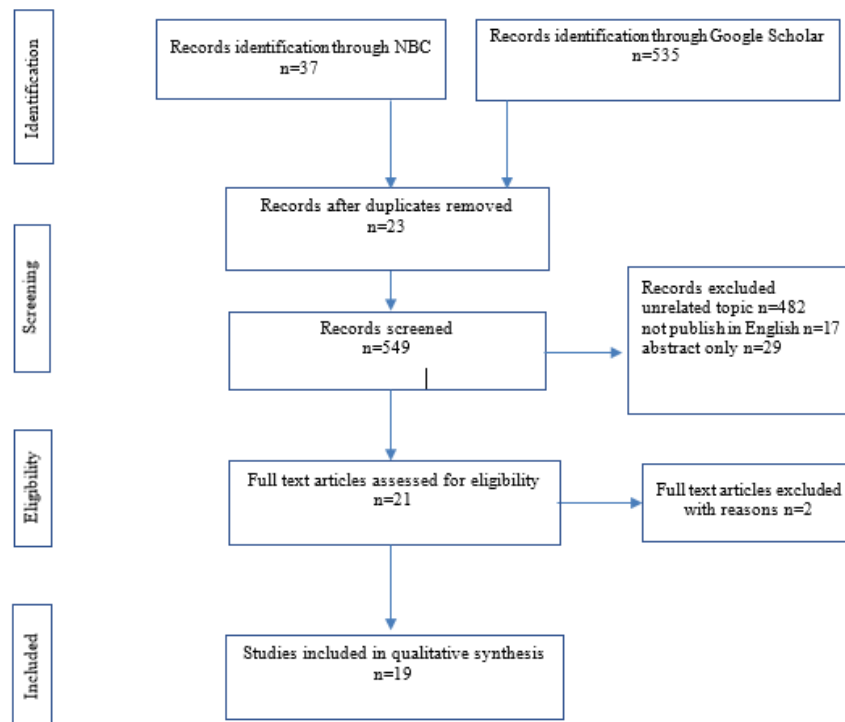 Identification
Records identification through NBC
n=37
Records identification through Google Scholar
n=535
Records after duplicates removed
n=23
Screening
Records screened
n=549
Records excluded
unrelated topic n=482
not publish in English n=17
abstract only n=29
Eligibility
Full text articles assessed for eligibility
n=21
Full text articles excluded
with reasons n=2
Included
Studies included in qualitative synthesis
n=19